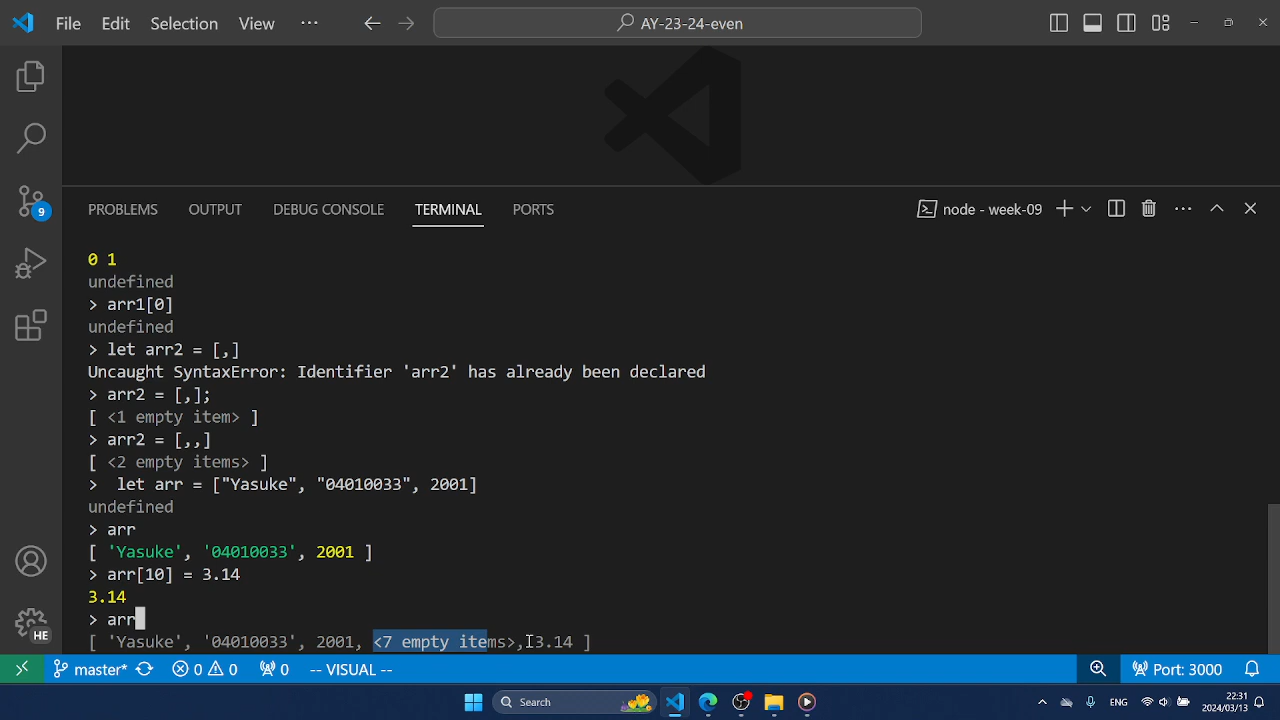 File Edit Selection View ··· AY-23-24-even
PROBLEMS OUTPUT DEBUG CONSOLE TERMINAL PORTS node - week-09
0 1
undefined
> arr1[0]
undefined
> let arr2 = [,]
Uncaught SyntaxError: Identifier 'arr2' has already been declared
> arr2 = [,];
[ <1 empty item> ]
> arr2 = [,,]
[ <2 empty items> ]
>  let arr = ["Yasuke", "04010033", 2001]
undefined
> arr
[ 'Yasuke', '04010033', 2001 ]
> arr[10] = 3.14
3.14
> arr
[ 'Yasuke', '04010033', 2001, <7 empty items>, 3.14 ]
9
HE
master* 0 0 0 -- VISUAL -- Port: 3000
Search ENG 22:31
2024/03/13